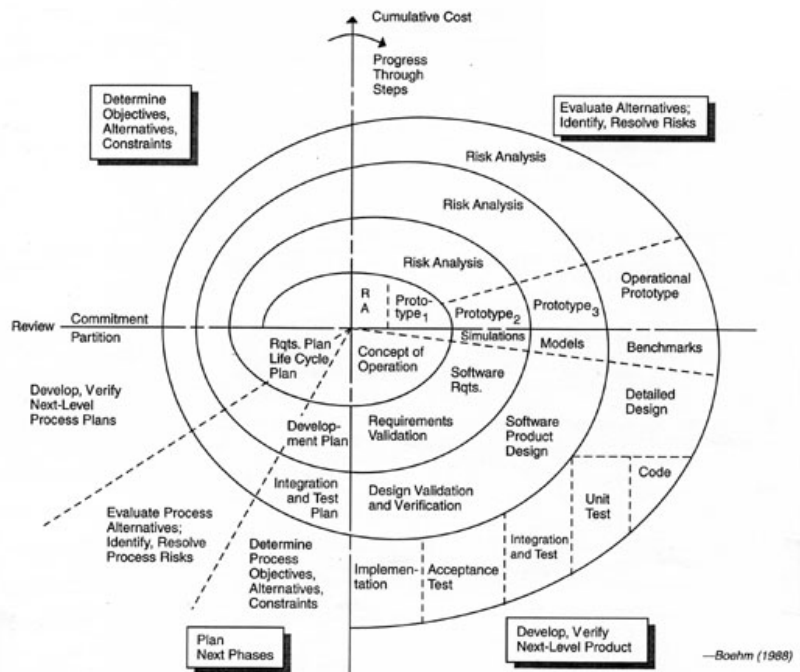 Cumulative Cost
Progress
Through
Steps
Determine
Objectives,
Alternatives,
Constraints
Evaluate Alternatives;
Identify, Resolve Risks
Risk Analysis
Risk Analysis
Risk Analysis
R
A
Proto-
type1
Prototype2
Prototype3
Operational
Prototype
Review
Commitment
Partition
Rqts. Plan
Life Cycle
Plan
Concept of
Operation
Simulations
Models
Benchmarks
Software
Rqts.
Develop, Verify
Next-Level
Process Plans
Detailed
Design
Develop-
ment Plan
Requirements
Validation
Software
Product
Design
Code
Integration
and Test
Plan
Design Validation
and Verification
Unit
Test
Evaluate Process
Alternatives;
Identify, Resolve
Process Risks
Determine
Process
Objectives,
Alternatives,
Constraints
Implemen-
tation
Acceptance
Test
Integration
and Test
Plan
Next Phases
Develop, Verify
Next-Level Product
—Boehm (1988)